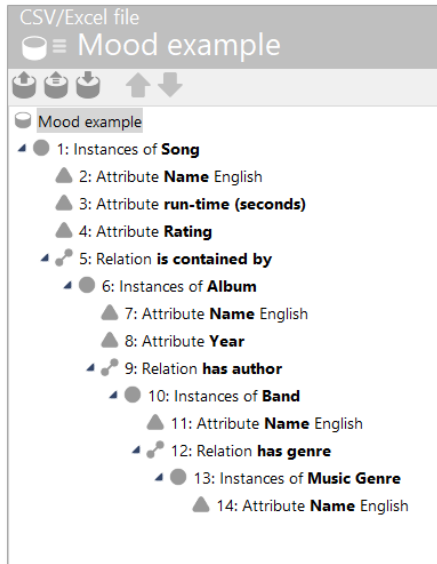 CSV/Excel file
Mood example
Mood example
1: Instances of Song
2: Attribute Name English
3: Attribute run-time (seconds)
4: Attribute Rating
5: Relation is contained by
6: Instances of Album
7: Attribute Name English
8: Attribute Year
9: Relation has author
10: Instances of Band
11: Attribute Name English
12: Relation has genre
13: Instances of Music Genre
14: Attribute Name English